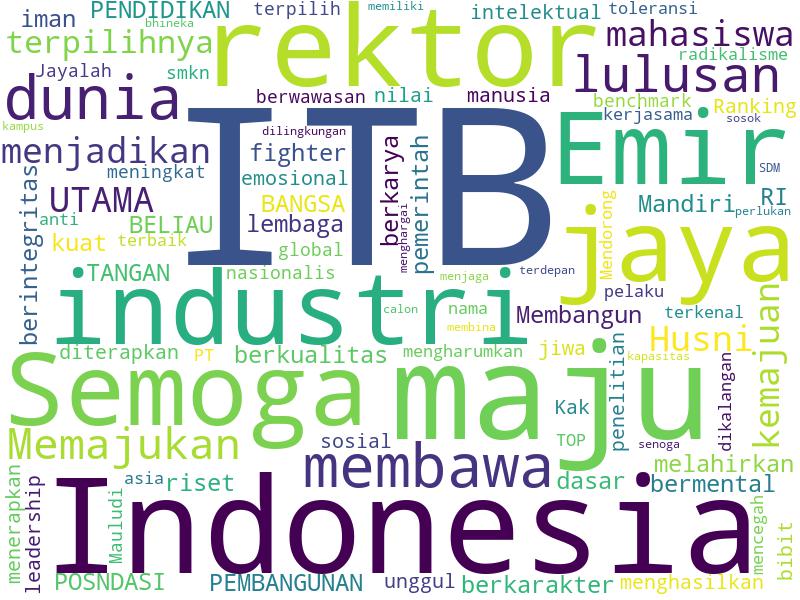 iman PENDIDIKAN terpilih memiliki intelektual toleransi
bhineka
terpilihnya rektor mahasiswa
radikalisme
Jayalah smkn lulusan
dunia berwawasan nilai manusia benchmark Ranking
kerjasama sosok
kampus ITB Emir
dilingkungan
menjadikan fighter berkarya pemerintah
meningkat emosional SDM
berintegritas UTAMA BANGSA menghargai Mandiri RI
anti BELIAU lembaga perlukan
kuat terbaik global jaya Mendorong
TANGAN nasionalis menjaga terdepan
industri pelaku kemajuan
calon nama Membangun terkenal
membina
diterapkan PT berkualitas mengharumkan jiwa Husni
penelitian kapasitas
Semoga maju dikalangan
Kak
Memajukan sosial TOP senoga
membawa melahirkan
menerapkan leadership Mauludi asia riset dasar bermental
Indonesia mencegah bibit
POSNDASI PEMBANGUNAN unggul berkarakter menghasilkan